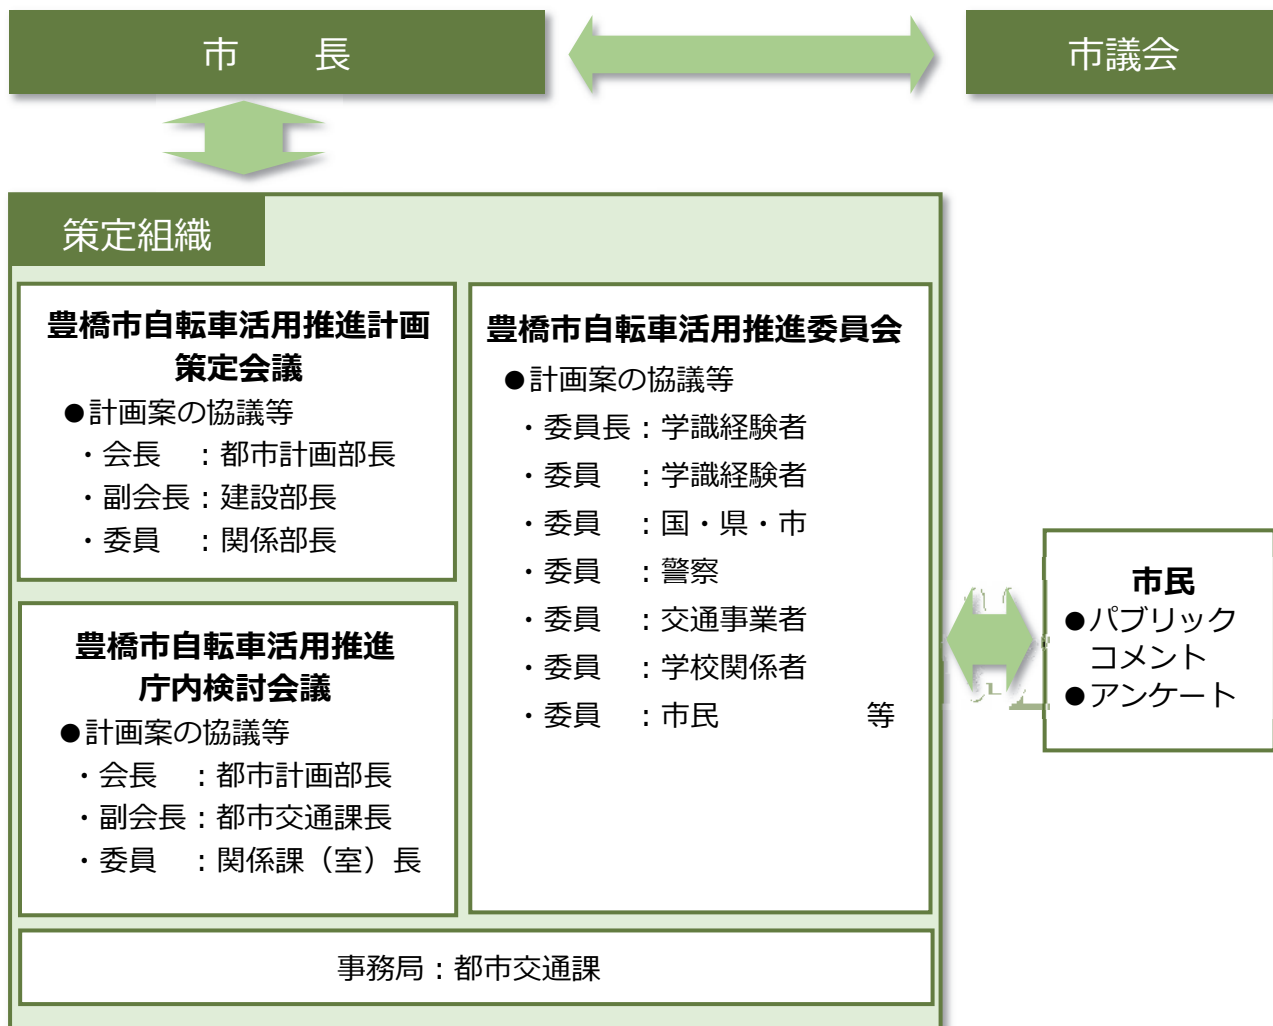 市　長
市議会
策定組織
豊橋市自転車活用推進計画
策定会議
●計画案の協議等
・会長　：都市計画部長
・副会長：建設部長
・委員　：関係部長
豊橋市自転車活用推進
庁内検討会議
●計画案の協議等
・会長　：都市計画部長
・副会長：都市交通課長
・委員　：関係課（室）長
豊橋市自転車活用推進委員会
●計画案の協議等
・委員長：学識経験者
・委員　：学識経験者
・委員　：国・県・市
・委員　：警察
・委員　：交通事業者
・委員　：学校関係者
・委員　：市民　　　　　等
市民
●パブリック
コメント
●アンケート
事務局：都市交通課